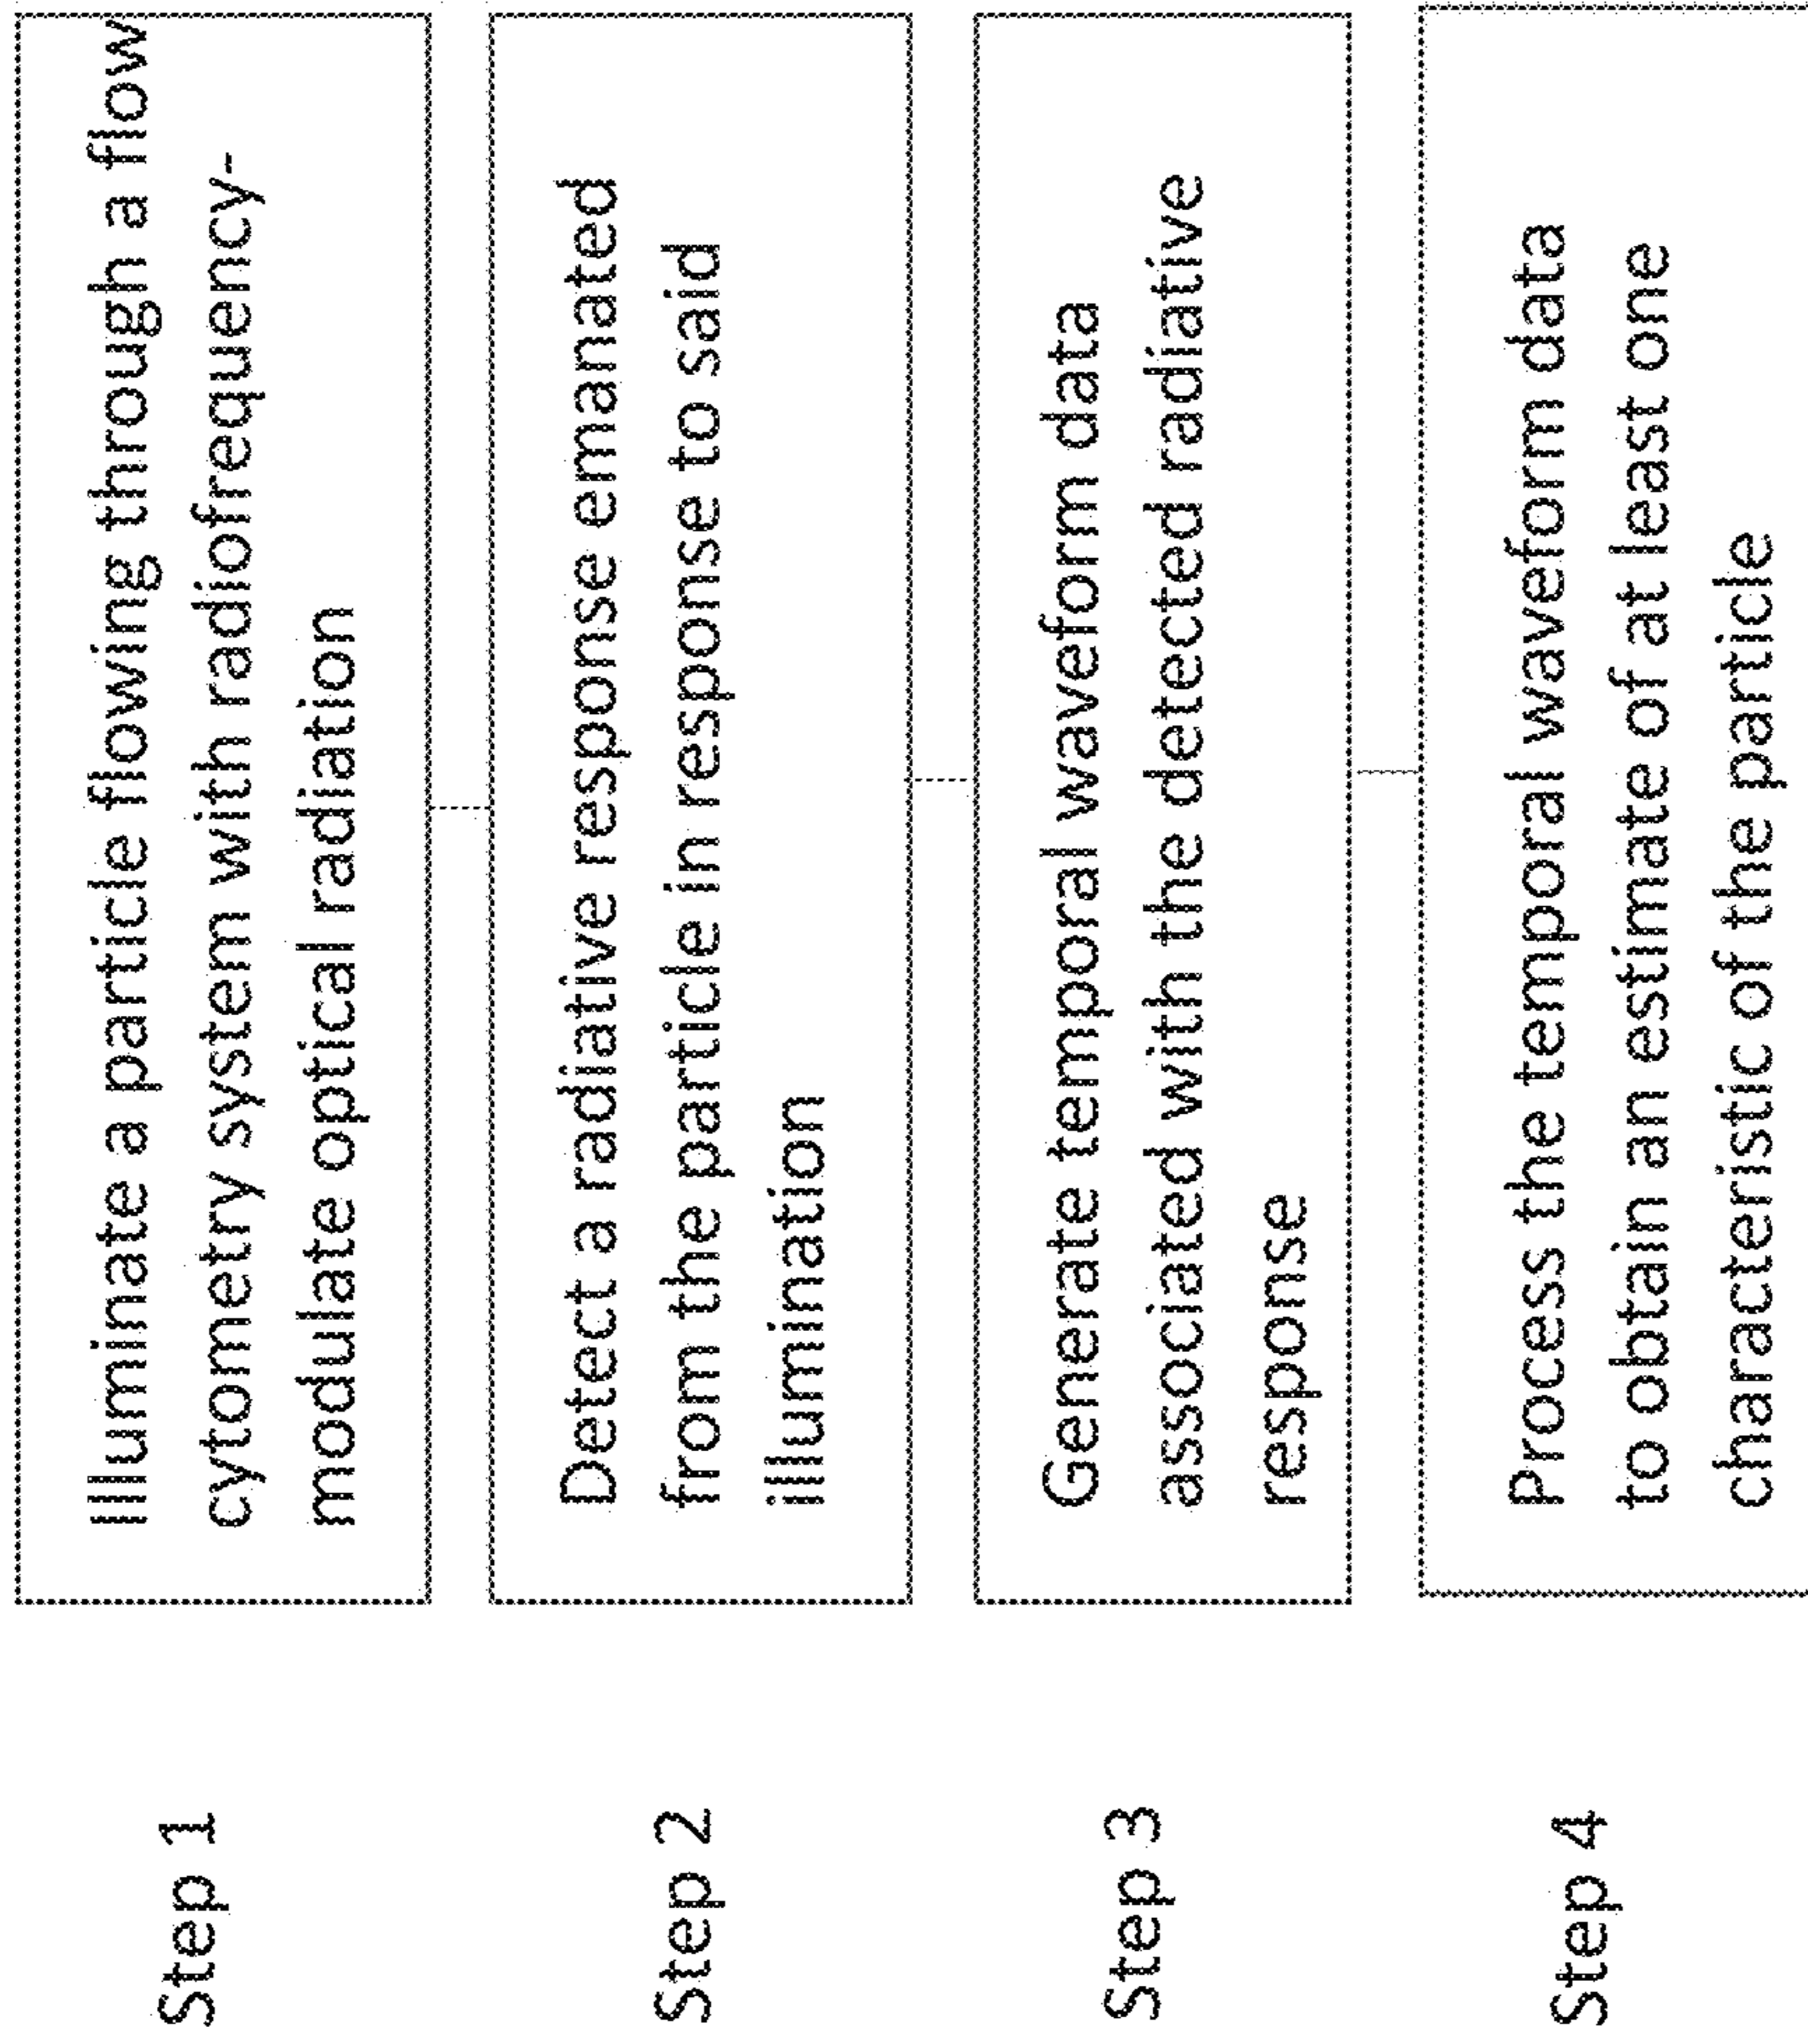 Step 1
Illuminate a particle flowing through a flow
cytometry system with radiofrequency-
modulate optical radiation
Step 2
Detect a radiative response emanated
from the particle in response to said
illumination
Step 3
Generate temporal waveform data
associated with the detected radiative
response
Step 4
Process the temporal waveform data
to obtain an estimate of at least one
characteristic of the particle